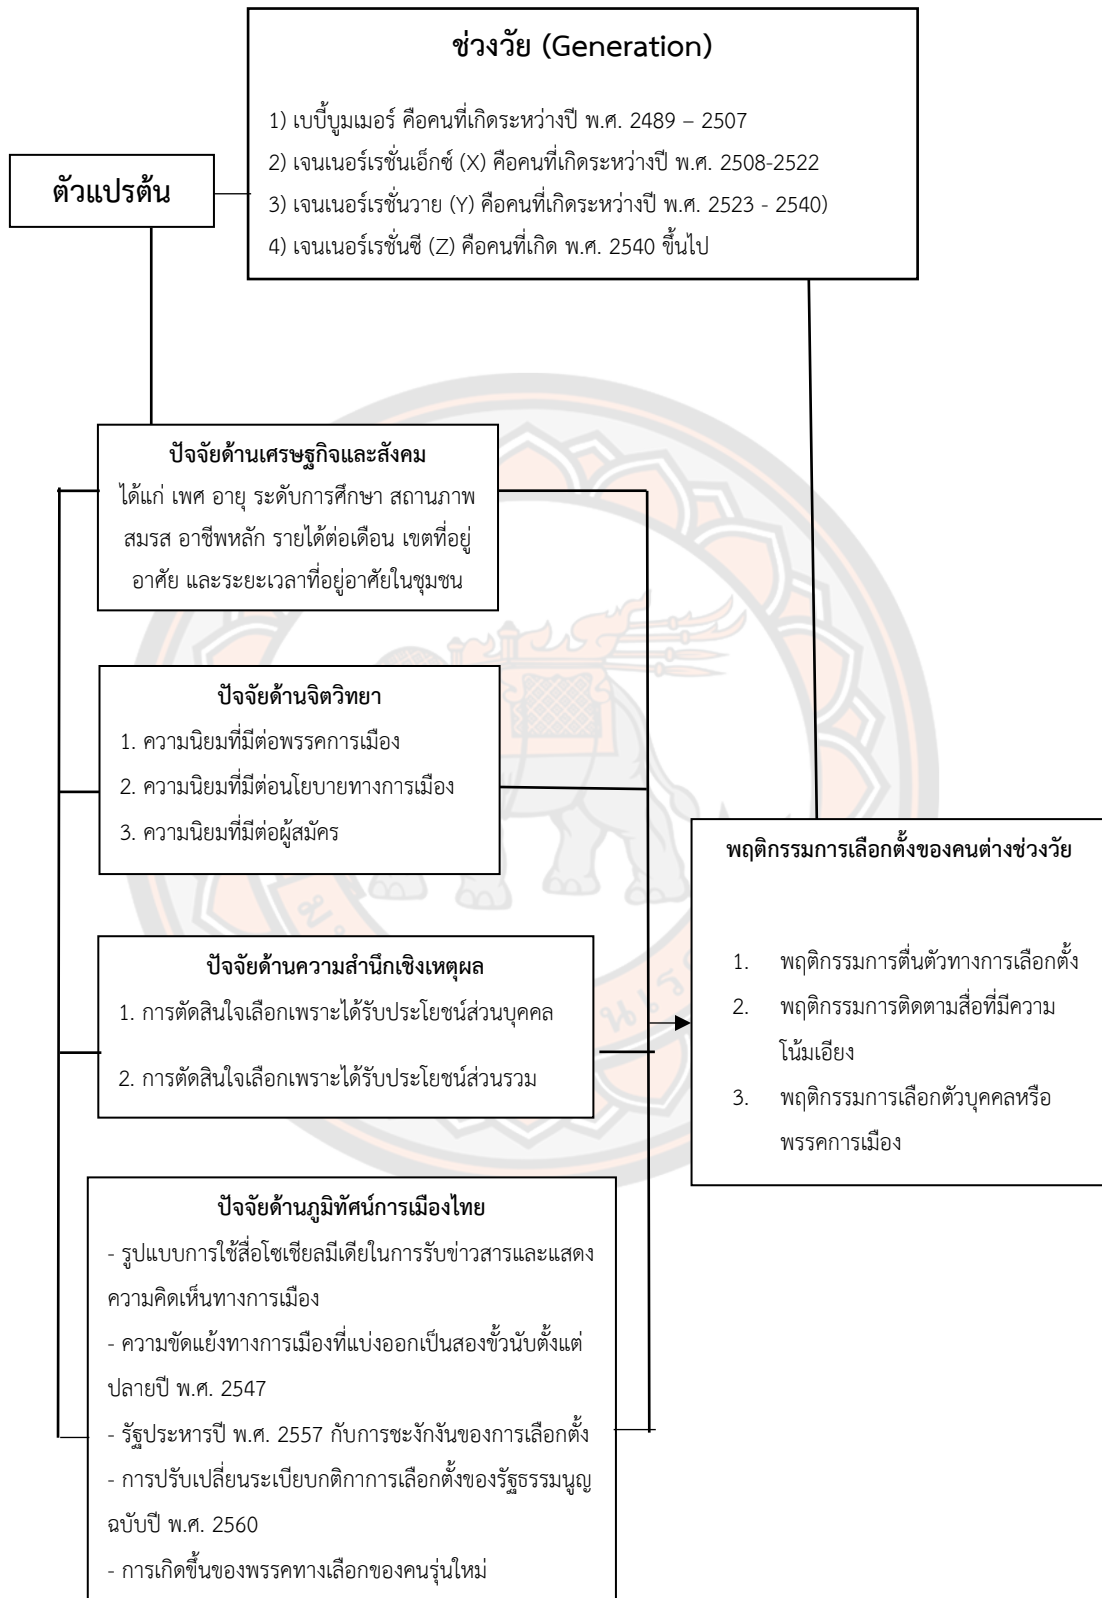 ช่วงวัย (Generation)
1) เบบี้บูมเมอร์ คือคนที่เกิดระหว่างปี พ.ศ. 2489 – 2507
2) เจนเนอร์เรชั่นเอ็กซ์ (X) คือคนที่เกิดระหว่างปี พ.ศ. 2508-2522
3) เจนเนอร์เรชั่นวาย (Y) คือคนที่เกิดระหว่างปี พ.ศ. 2523 - 2540)
4) เจนเนอร์เรชั่นซี (Z) คือคนที่เกิด พ.ศ. 2540 ขึ้นไป
ตัวแปรต้น
ปัจจัยด้านเศรษฐกิจและสังคม
ได้แก่ เพศ อายุ ระดับการศึกษา สถานภาพ
สมรส อาชีพหลัก รายได้ต่อเดือน เขตที่อยู่
อาศัย และระยะเวลาที่อยู่อาศัยในชุมชน
ปัจจัยด้านจิตวิทยา
1. ความนิยมที่มีต่อพรรคการเมือง
2. ความนิยมที่มีต่อนโยบายทางการเมือง
3. ความนิยมที่มีต่อผู้สมัคร
ปัจจัยด้านความสำนึกเชิงเหตุผล
1. การตัดสินใจเลือกเพราะได้รับประโยชน์ส่วนบุคคล
2. การตัดสินใจเลือกเพราะได้รับประโยชน์ส่วนรวม
ปัจจัยด้านภูมิทัศน์การเมืองไทย
- รูปแบบการใช้สื่อโซเชียลมีเดียในการรับข่าวสารและแสดง
ความคิดเห็นทางการเมือง
- ความขัดแย้งทางการเมืองที่แบ่งออกเป็นสองขั้วนับตั้งแต่
ปลายปี พ.ศ. 2547
- รัฐประหารปี พ.ศ. 2557 กับการชะงักงันของการเลือกตั้ง
- การปรับเปลี่ยนระเบียบกติกาการเลือกตั้งของรัฐธรรมนูญ
ฉบับปี พ.ศ. 2560
- การเกิดขึ้นของพรรคทางเลือกของคนรุ่นใหม่
พฤติกรรมการเลือกตั้งของคนต่างช่วงวัย
1. พฤติกรรมการตื่นตัวทางการเลือกตั้ง
2. พฤติกรรมการติดตามสื่อที่มีความ
โน้มเอียง
3. พฤติกรรมการเลือกตัวบุคคลหรือ
พรรคการเมือง